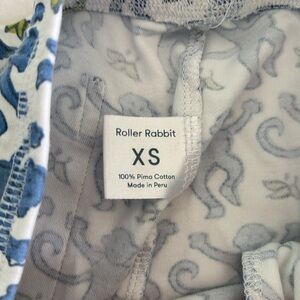 Roller Rabbit
XS
100% Pima Cotton
Made in Peru